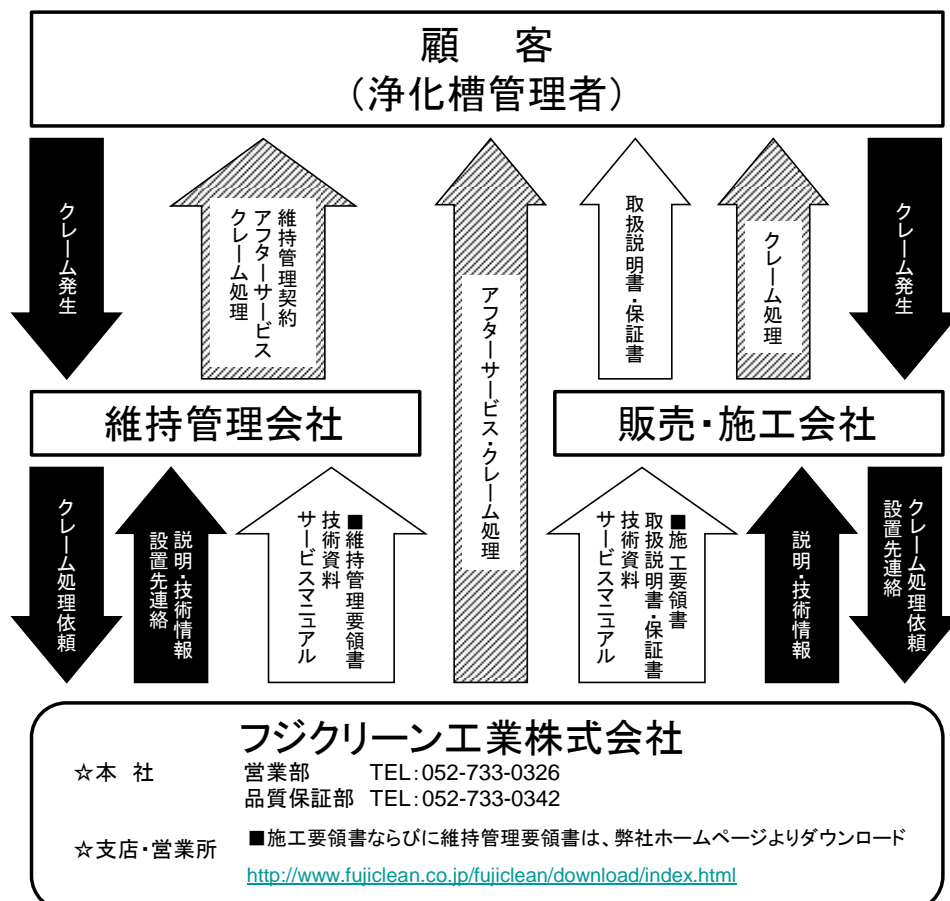 顧　客
（浄化槽管理者）
クレーム発生
維持管理契約
アフターサービス
クレーム処理
アフターサービス・クレーム処理
取扱説明書・保証書
クレーム処理
クレーム発生
維持管理会社
販売・施工会社
クレーム処理依頼
説明・技術情報
設置先連絡
■維持管理要領書
技術資料
サービスマニュアル
■施工要領書
取扱説明書・保証書
技術資料
サービスマニュアル
説明・技術情報
クレーム処理依頼
設置先連絡
フジクリーン工業株式会社
☆本　社　営業部　TEL:052-733-0326
品質保証部　TEL:052-733-0342
☆支店・営業所　■施工要領書ならびに維持管理要領書は、弊社ホームページよりダウンロード
http://www.fujiclean.co.jp/fujiclean/download/index.html